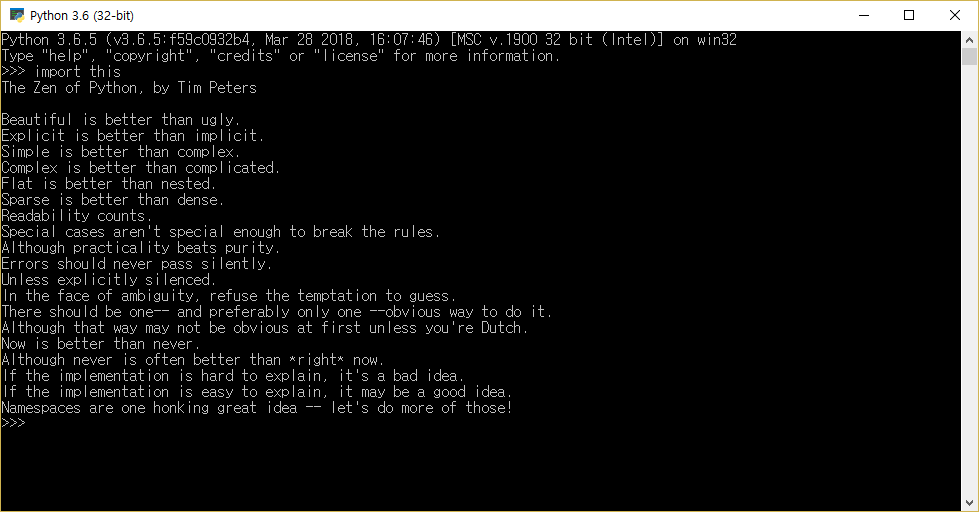 Python 3.6 (32-bit)
Python 3.6.5 (v3.6.5:f59c0932b4, Mar 28 2018, 16:07:46) [MSC v.1900 32 bit (Intel)] on win32
Type "help", "copyright", "credits" or "license" for more information.
>>> import this
The Zen of Python, by Tim Peters

Beautiful is better than ugly.
Explicit is better than implicit.
Simple is better than complex.
Complex is better than complicated.
Flat is better than nested.
Sparse is better than dense.
Readability counts.
Special cases aren't special enough to break the rules.
Although practicality beats purity.
Errors should never pass silently.
Unless explicitly silenced.
In the face of ambiguity, refuse the temptation to guess.
There should be one-- and preferably only one --obvious way to do it.
Although that way may not be obvious at first unless you're Dutch.
Now is better than never.
Although never is often better than *right* now.
If the implementation is hard to explain, it's a bad idea.
If the implementation is easy to explain, it may be a good idea.
Namespaces are one honking great idea -- let's do more of those!
>>>